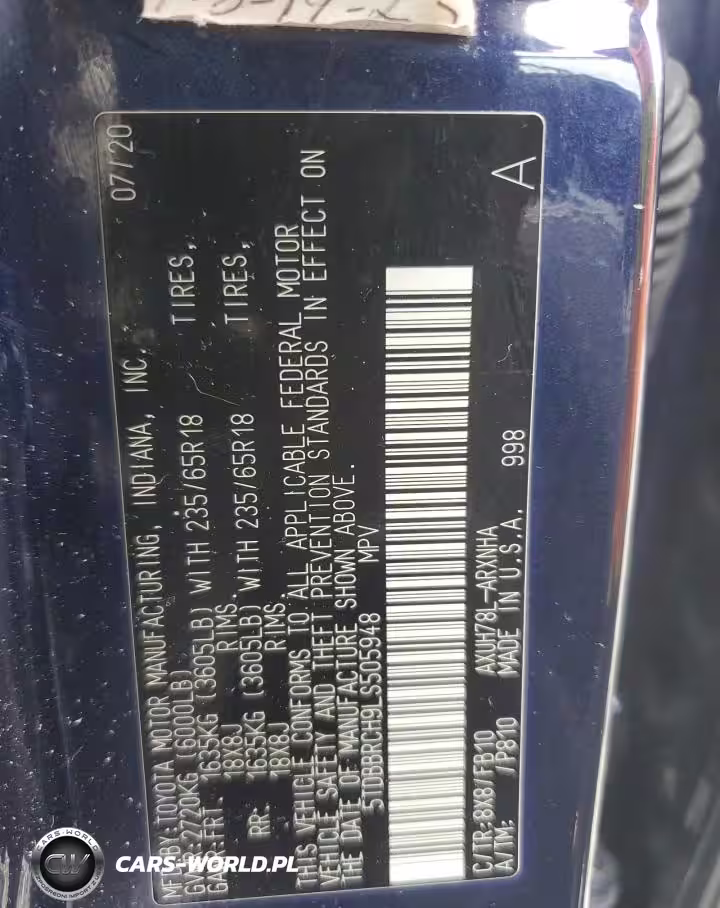 MFD. BY: TOYOTA MOTOR MANUFACTURING, INDIANA, INC. 07/20
GVWR: 2720KG (6000LB)
GAWR: FRT: 1635KG (3605LB) WITH 235/65R18 TIRES,
18X8J RIMS.
RR: 1635KG (3605LB) WITH 235/65R18 TIRES,
18X8J RIMS.
THIS VEHICLE CONFORMS TO ALL APPLICABLE FEDERAL MOTOR
VEHICLE SAFETY AND THEFT PREVENTION STANDARDS IN EFFECT ON
THE DATE OF MANUFACTURE SHOWN ABOVE.
5TDBBRCH9LS505948 MPV
C/TR: 8X8/FB10 AXUH78L-ARXNHA 998 A
A/TM: /P810 MADE IN U.S.A.
CARS-WORLD.PL